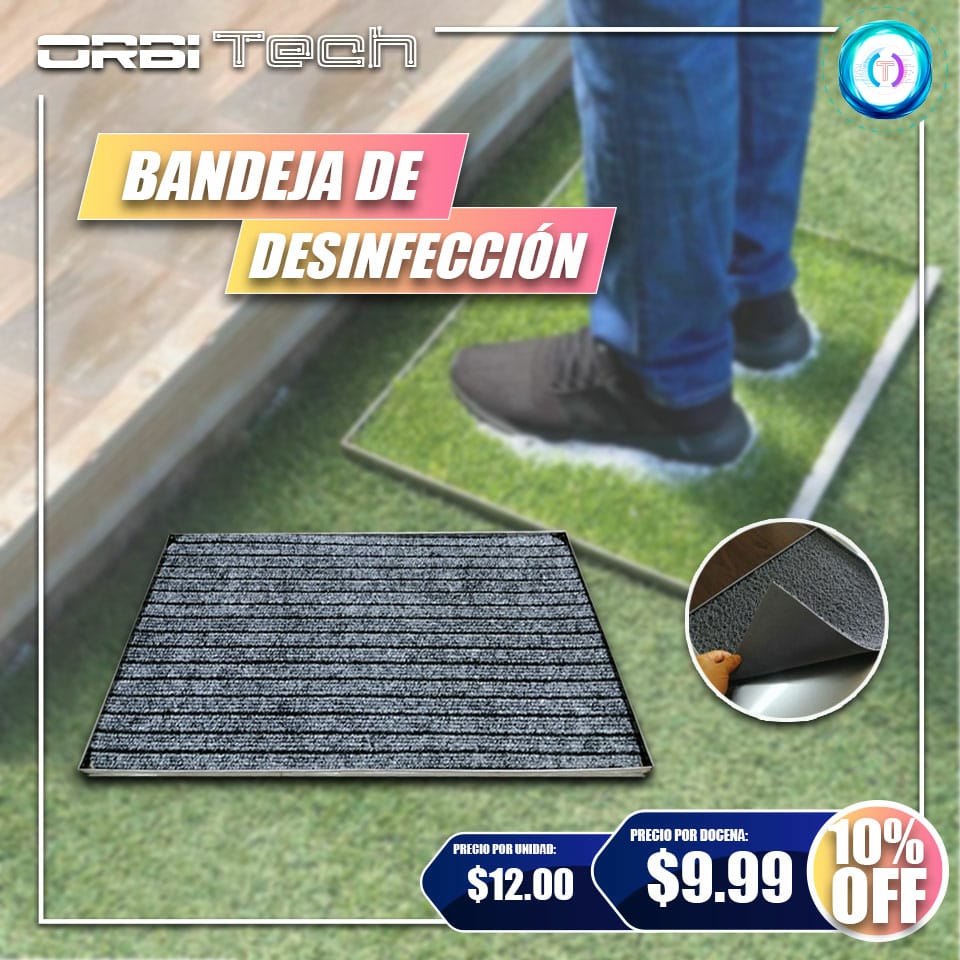 ORBI Tech
T
BANDEJA DE
DESINFECCIÓN
PRECIO POR UNIDAD:
$12.00
PRECIO POR DOCENA:
$9.99
10%
OFF